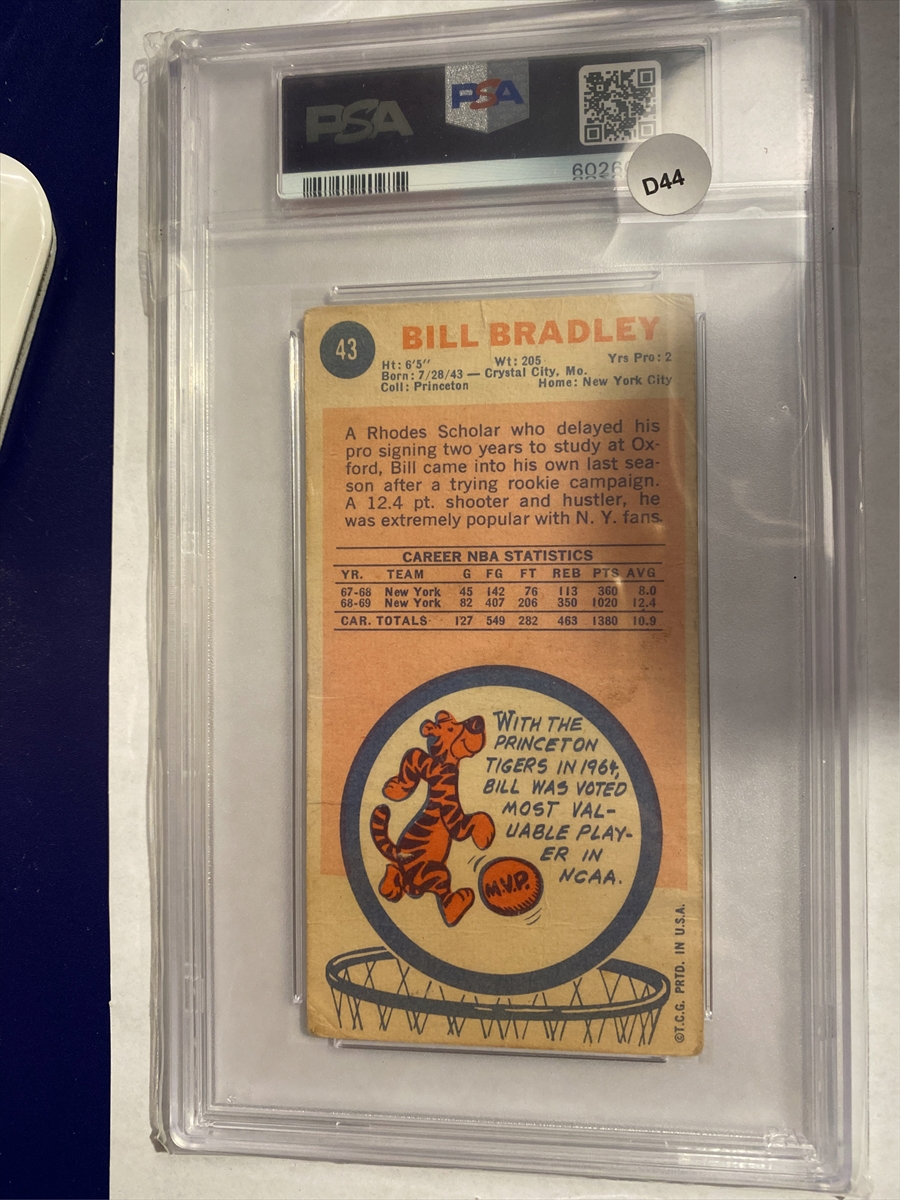 PSA
PSA
6026
D44
43
BILL BRADLEY
Ht: 6'5" Wt: 205 Yrs Pro: 2
Born: 7/28/43 — Crystal City, Mo.
Coll: Princeton Home: New York City
A Rhodes Scholar who delayed his
pro signing two years to study at Ox-
ford, Bill came into his own last sea-
son after a trying rookie campaign.
A 12.4 pt. shooter and hustler, he
was extremely popular with N. Y. fans.
CAREER NBA STATISTICS
YR. TEAM G FG FT REB PTS AVG
67-68 New York 45 142 76 113 360 8.0
68-69 New York 82 407 206 350 1020 12.4
CAR. TOTALS 127 549 282 463 1380 10.9
WITH THE
PRINCETON
TIGERS IN 1964,
BILL WAS VOTED
MOST VAL-
UABLE PLAY-
ER IN
NCAA.
M.V.P.
©T.C.G. PRTD. IN U.S.A.